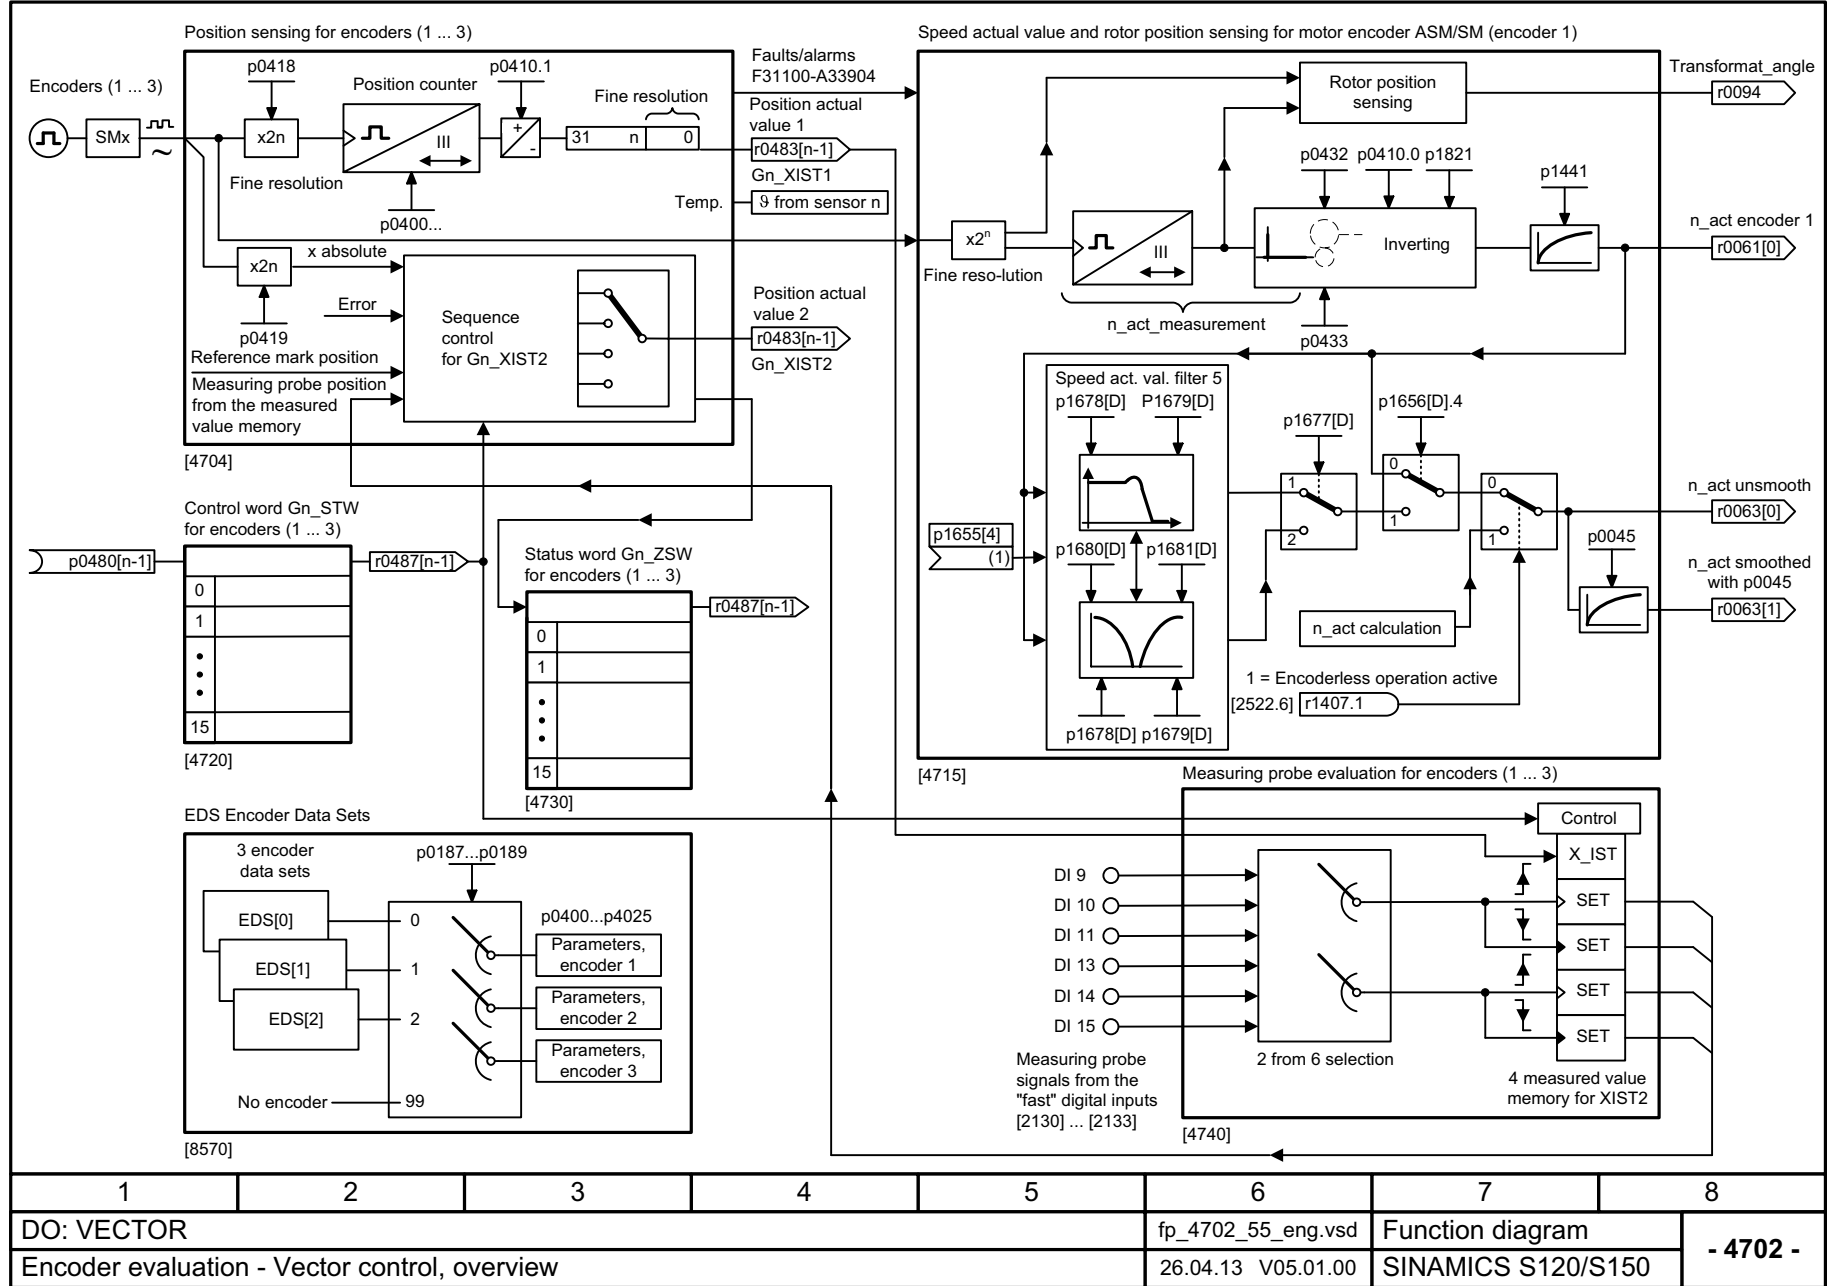 Position sensing for encoders (1 ... 3)
Encoders (1 ... 3)
SMx
~
p0418
x2n
Fine resolution
Position counter
III
p0400...
p0410.1
+
-
Fine resolution
31 n 0
Faults/alarms
F31100-A33904
Position actual
value 1
r0483[n-1]
Gn_XIST1
Temp.
ϑ from sensor n
x2n
p0419
x absolute
Error
Reference mark position
Measuring probe position
from the measured
value memory
Sequence
control
for Gn_XIST2
Position actual
value 2
r0483[n-1]
Gn_XIST2
[4704]
Control word Gn_STW
for encoders (1 ... 3)
p0480[n-1]
r0487[n-1]
0
1
15
[4720]
Status word Gn_ZSW
for encoders (1 ... 3)
r0487[n-1]
0
1
15
[4730]
EDS Encoder Data Sets
3 encoder
data sets
p0187...p0189
EDS[0]
0
EDS[1]
1
EDS[2]
2
No encoder
99
p0400...p4025
Parameters,
encoder 1
Parameters,
encoder 2
Parameters,
encoder 3
[8570]
Speed actual value and rotor position sensing for motor encoder ASM/SM (encoder 1)
Rotor position
sensing
Transformat_angle
r0094
p0432 p0410.0 p1821
p1441
x2ⁿ
Fine reso-lution
III
Inverting
n_act encoder 1
r0061[0]
n_act_measurement
p0433
Speed act. val. filter 5
p1678[D] P1679[D]
p1680[D] p1681[D]
p1678[D] p1679[D]
p1655[4]
(1)
p1677[D]
1
2
p1656[D].4
0
1
0
1
n_act unsmooth
r0063[0]
p0045
n_act smoothed
with p0045
r0063[1]
n_act calculation
1 = Encoderless operation active
[2522.6] r1407.1
[4715]
Measuring probe evaluation for encoders (1 ... 3)
Control
X_IST
SET
SET
SET
SET
DI 9
DI 10
DI 11
DI 13
DI 14
DI 15
Measuring probe
signals from the
"fast" digital inputs
[2130] ... [2133]
2 from 6 selection
4 measured value
memory for XIST2
[4740]
1 2 3 4 5 6 7 8
DO: VECTOR
fp_4702_55_eng.vsd
Function diagram
- 4702 -
Encoder evaluation - Vector control, overview
26.04.13 V05.01.00
SINAMICS S120/S150